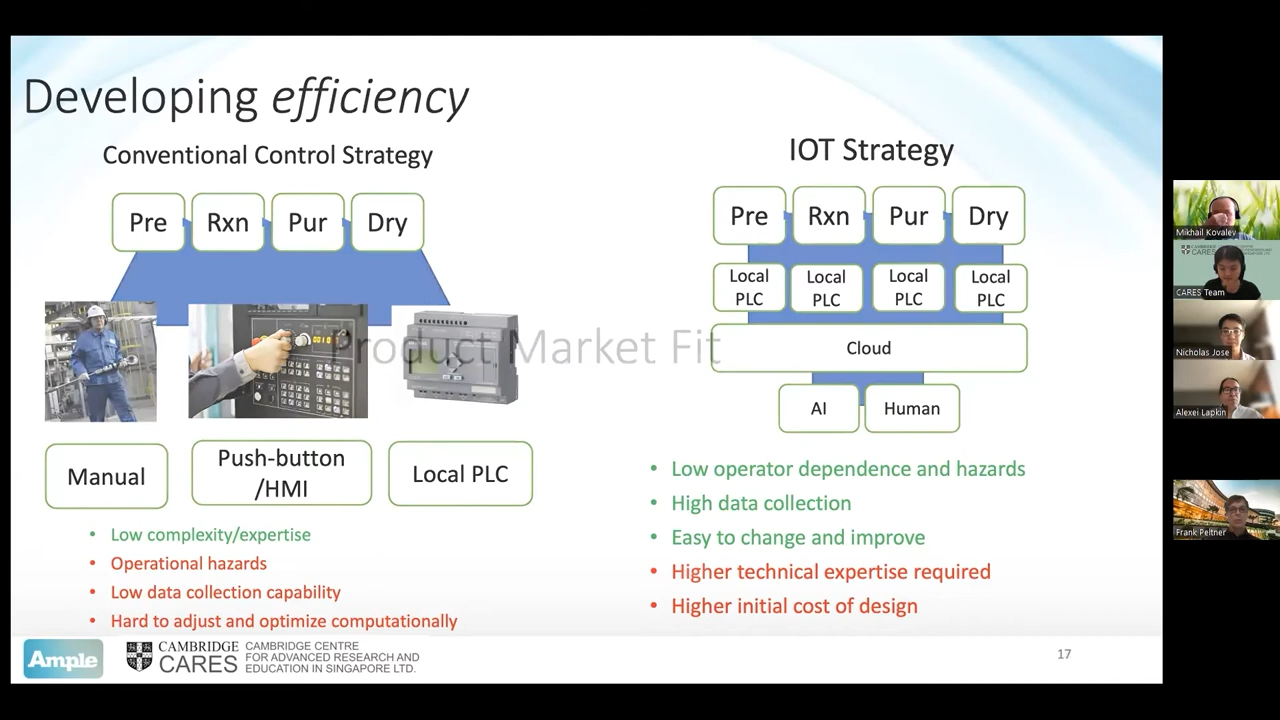 Developing efficiency
Conventional Control Strategy
Pre
Rxn
Pur
Dry
Product Market Fit
Manual
Push-button
/HMI
Local PLC
• Low complexity/expertise
• Operational hazards
• Low data collection capability
• Hard to adjust and optimize computationally
IOT Strategy
Pre
Rxn
Pur
Dry
Local
PLC
Local
PLC
Local
PLC
Local
PLC
Cloud
AI
Human
• Low operator dependence and hazards
• High data collection
• Easy to change and improve
• Higher technical expertise required
• Higher initial cost of design
Ample
CAMBRIDGE
CARES
CAMBRIDGE CENTRE
FOR ADVANCED RESEARCH AND
EDUCATION IN SINGAPORE LTD.
17
Mikhail Kovalev
CAMBRIDGE
CARES
CARES Team
Nicholas Jose
Alexei Lapkin
Frank Peltner